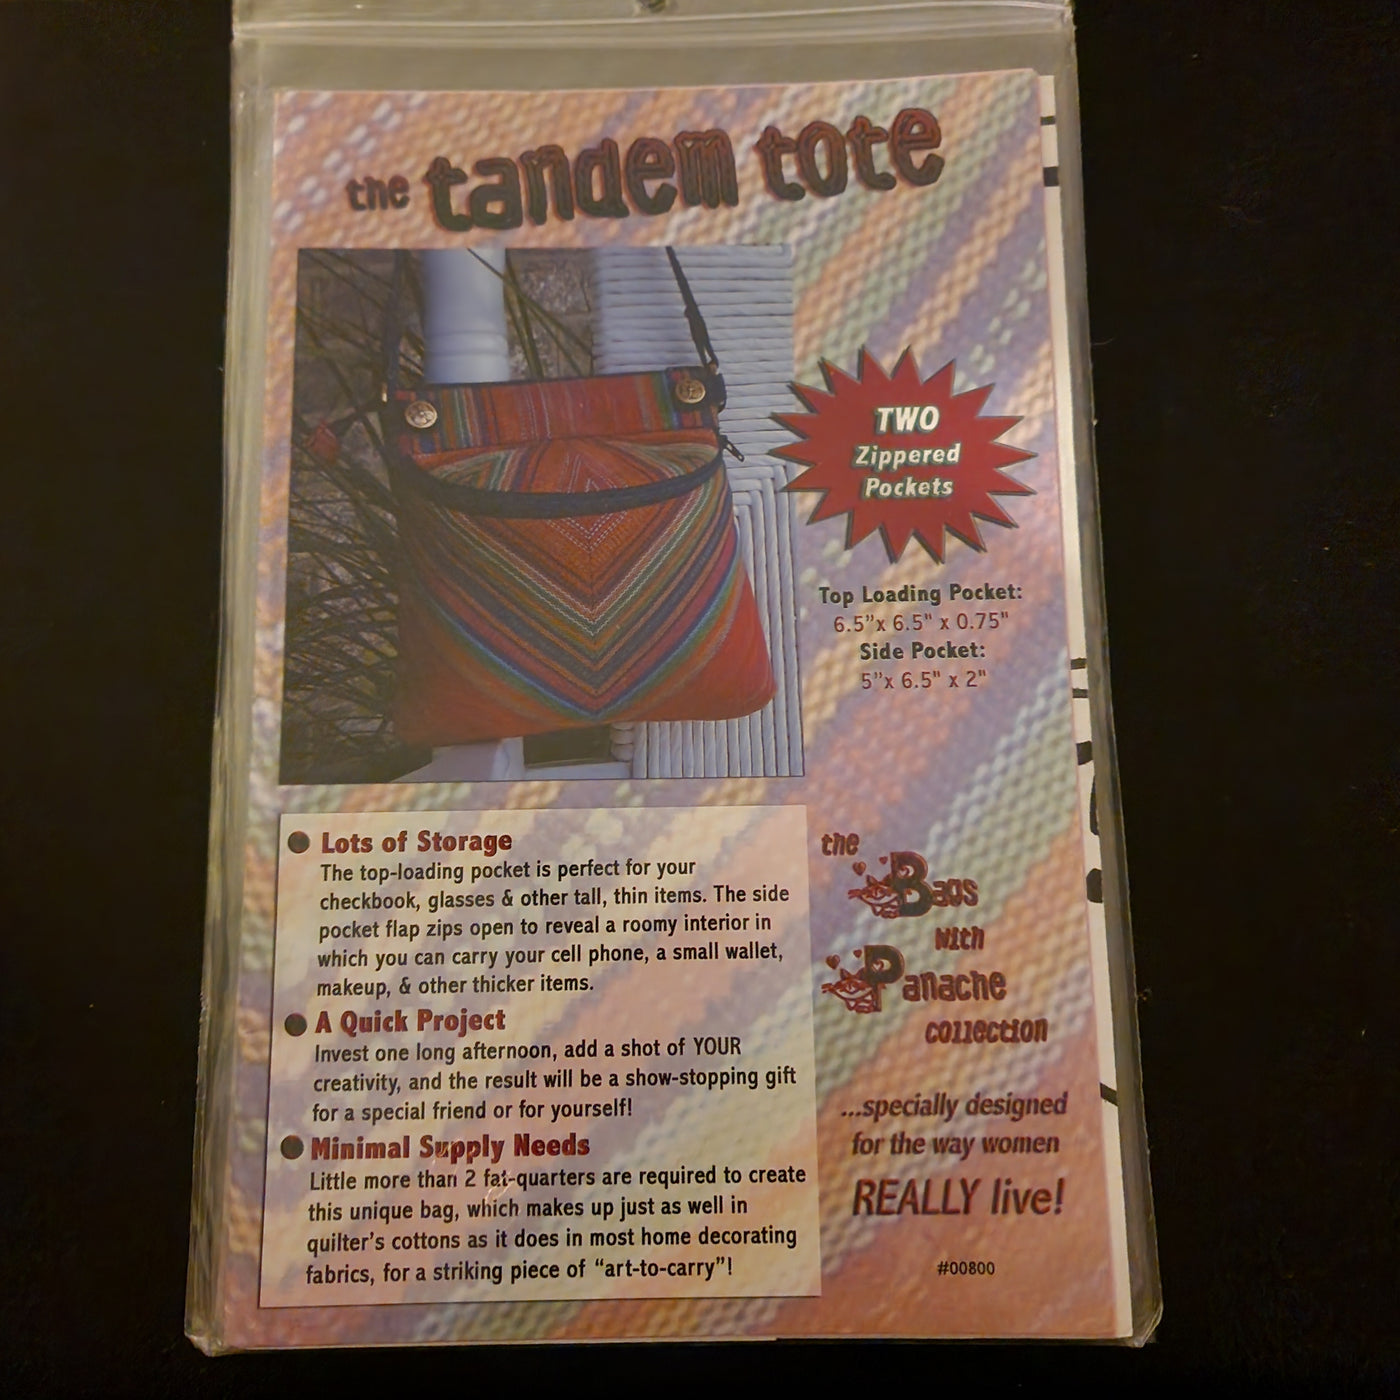 the tandem tote
TWO
Zippered
Pockets
Top Loading Pocket:
6.5"x 6.5" x 0.75"
Side Pocket:
5"x 6.5" x 2"
● Lots of Storage
The top-loading pocket is perfect for your
checkbook, glasses & other tall, thin items. The side
pocket flap zips open to reveal a roomy interior in
which you can carry your cell phone, a small wallet,
makeup, & other thicker items.
● A Quick Project
Invest one long afternoon, add a shot of YOUR
creativity, and the result will be a show-stopping gift
for a special friend or for yourself!
● Minimal Supply Needs
Little more than 2 fat-quarters are required to create
this unique bag, which makes up just as well in
quilter's cottons as it does in most home decorating
fabrics, for a striking piece of “art-to-carry”!
the
Bags
with
Panache
collection
...specially designed
for the way women
REALLY live!
#00800